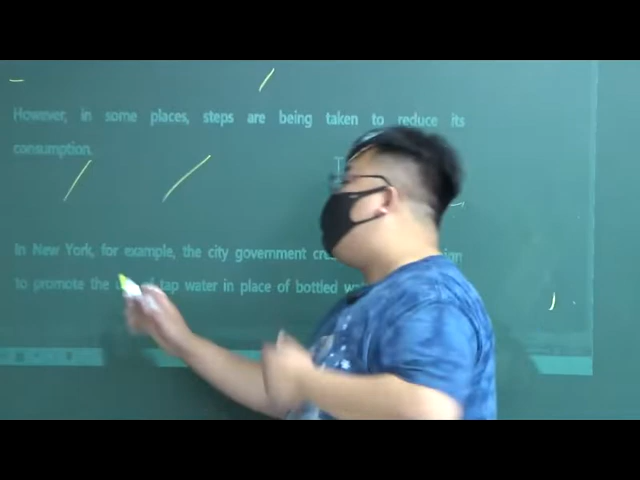 However, in some places, steps are being taken to reduce its
consumption.
In New York, for example, the city government
to promote the of tap water in place of bottled